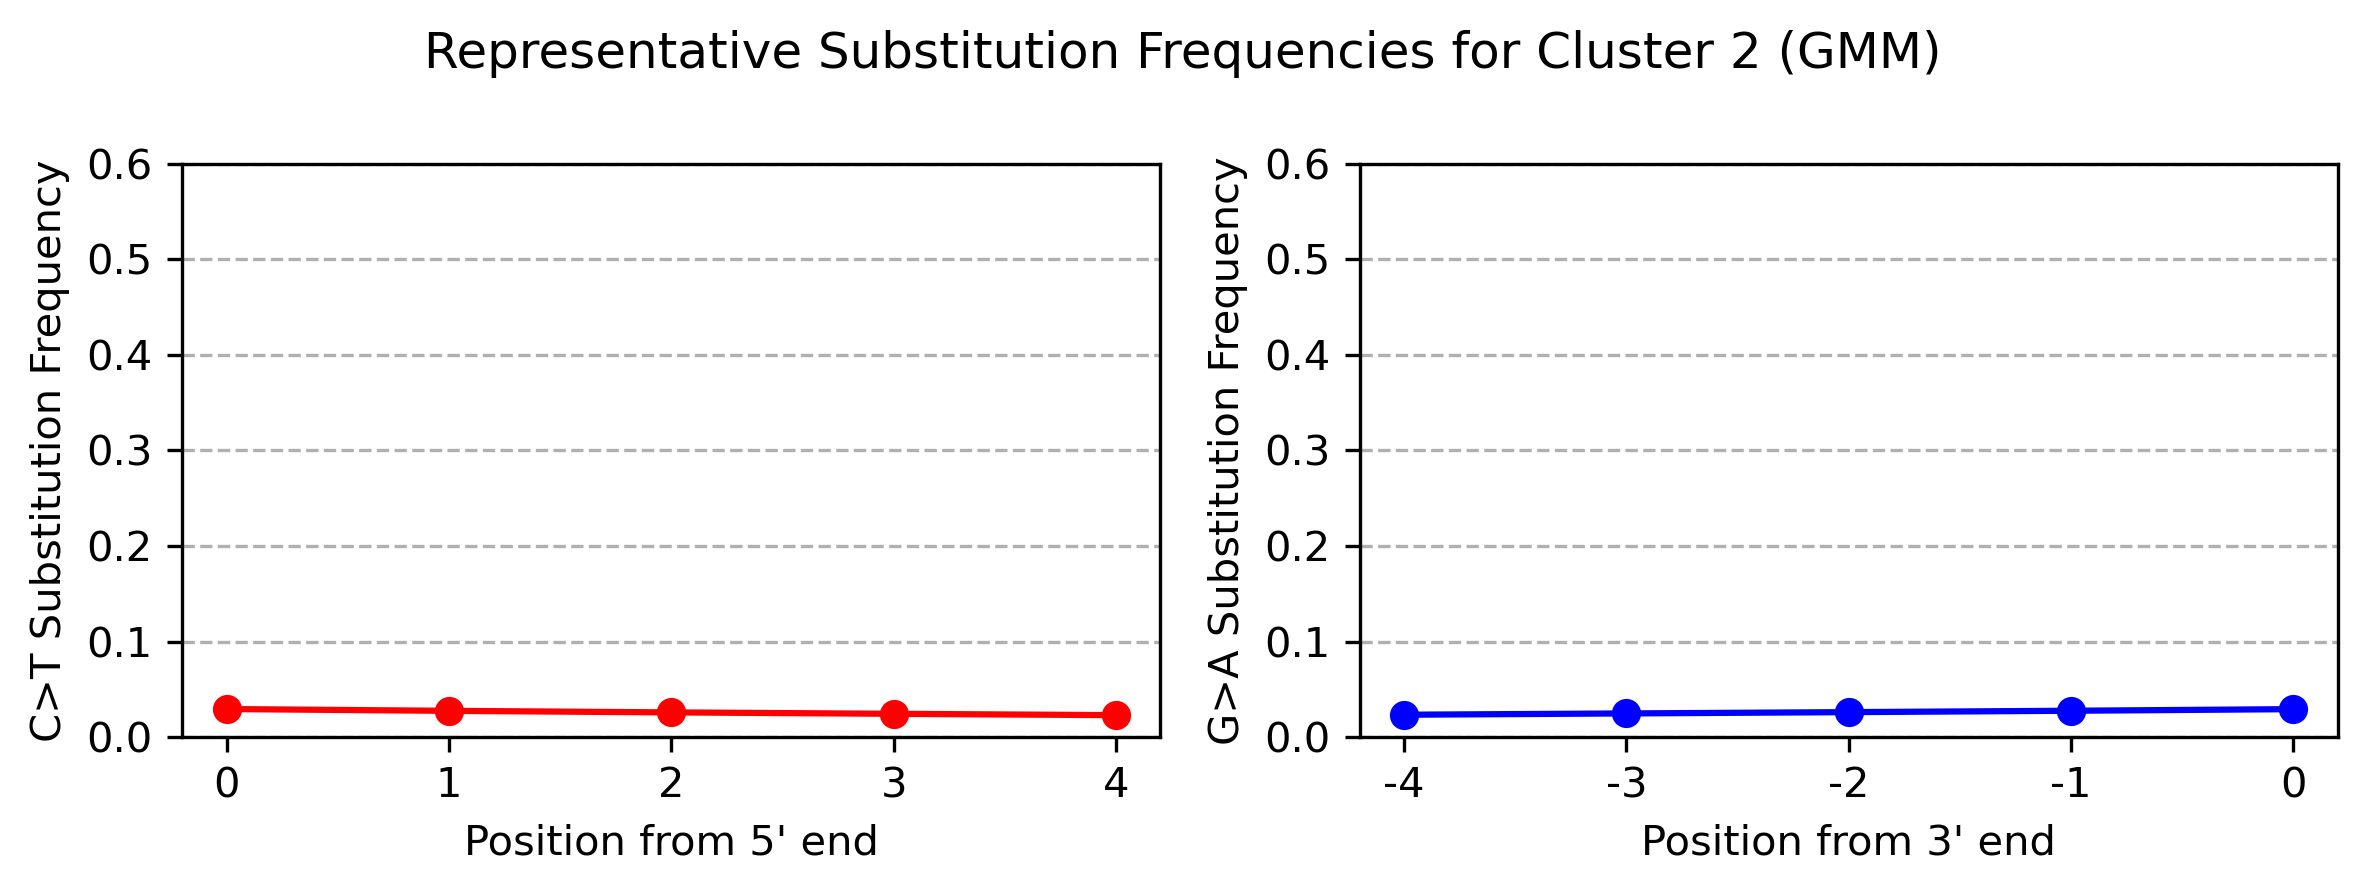 Representative Substitution Frequencies for Cluster 2 (GMM)
C>T Substitution Frequency
0.6
0.5
0.4
0.3
0.2
0.1
0.0
0 1 2 3 4
Position from 5' end
G>A Substitution Frequency
0.6
0.5
0.4
0.3
0.2
0.1
0.0
-4 -3 -2 -1 0
Position from 3' end